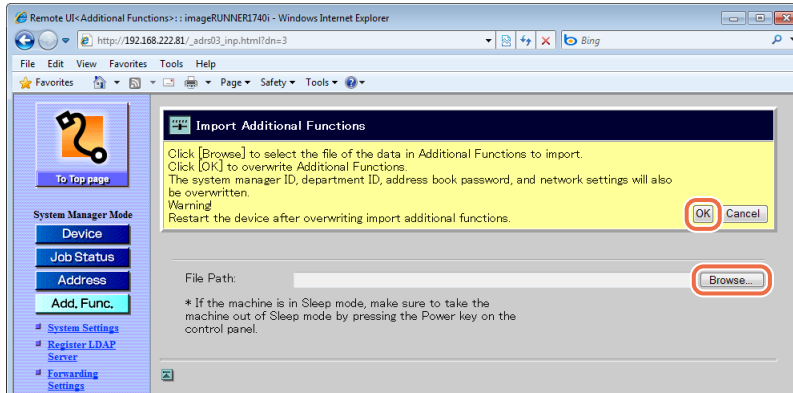 Remote UI<Additional Functions>: : imageRUNNER1740i - Windows Internet Explorer
http://192.168.222.81/_adrs03_inp.html?dn=3
Bing
File Edit View Favorites Tools Help
Favorites Page Safety Tools
To Top page
Import Additional Functions
Click [Browse] to select the file of the data in Additional Functions to import.
Click [OK] to overwrite Additional Functions.
The system manager ID, department ID, address book password, and network settings will also
be overwritten.
Warning!
Restart the device after overwriting import additional functions.
OK Cancel
System Manager Mode
Device
Job Status
Address
Add. Func.
System Settings
Register LDAP
Server
Forwarding
Settings
File Path:
Browse...
* If the machine is in Sleep mode, make sure to take the
machine out of Sleep mode by pressing the Power key on the
control panel.